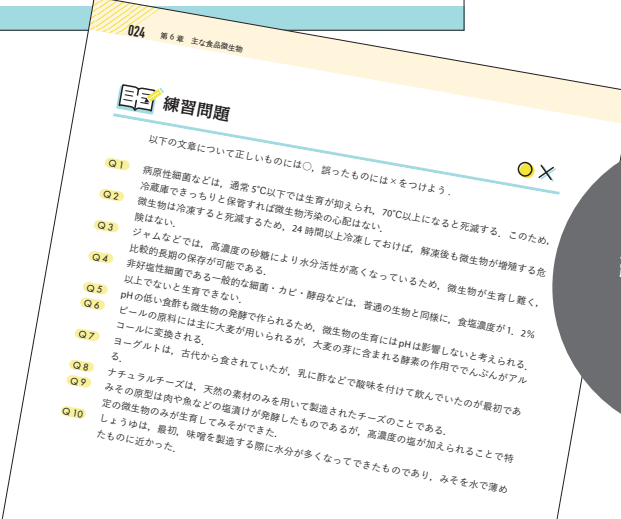 024 第6章 主な食品微生物
練習問題
以下の文章について正しいものには○，誤ったものには×をつけよう．
○×
Q1 病原性細菌などは，通常5℃以下では生育が抑えられ，70℃以上になると死滅する．このため，
冷蔵庫できっちりと保管すれば微生物汚染の心配はない．
Q2 微生物は冷凍すると死滅するため，24時間以上冷凍しておけば，解凍後も微生物が増殖する危
険はない．
Q3 ジャムなどでは，高濃度の砂糖により水分活性が高くなっているため，微生物が生育し難く，
比較的長期の保存が可能である．
Q4 非好塩性細菌である一般的な細菌・カビ・酵母などは，普通の生物と同様に，食塩濃度が1．2%
以上でないと生育できない．
Q5 pHの低い食酢も微生物の発酵で作られるため，微生物の生育にはpHは影響しないと考えられる．
Q6 ビールの原料には主に大麦が用いられるが，大麦の芽に含まれる酵素の作用ででんぷんがアル
コールに変換される．
Q7 ヨーグルトは，古代から食されていたが，乳に酢などで酸味を付けて飲んでいたのが最初であ
る．
Q8 ナチュラルチーズは，天然の素材のみを用いて製造されたチーズのことである．
Q9 みその原型は肉や魚などの塩漬けが発酵したものであるが，高濃度の塩が加えられることで特
定の微生物のみが生育してみそができた．
Q10 しょうゆは，最初，味噌を製造する際に水分が多くなってできたものであり，みそを水で薄め
たものに近かった．